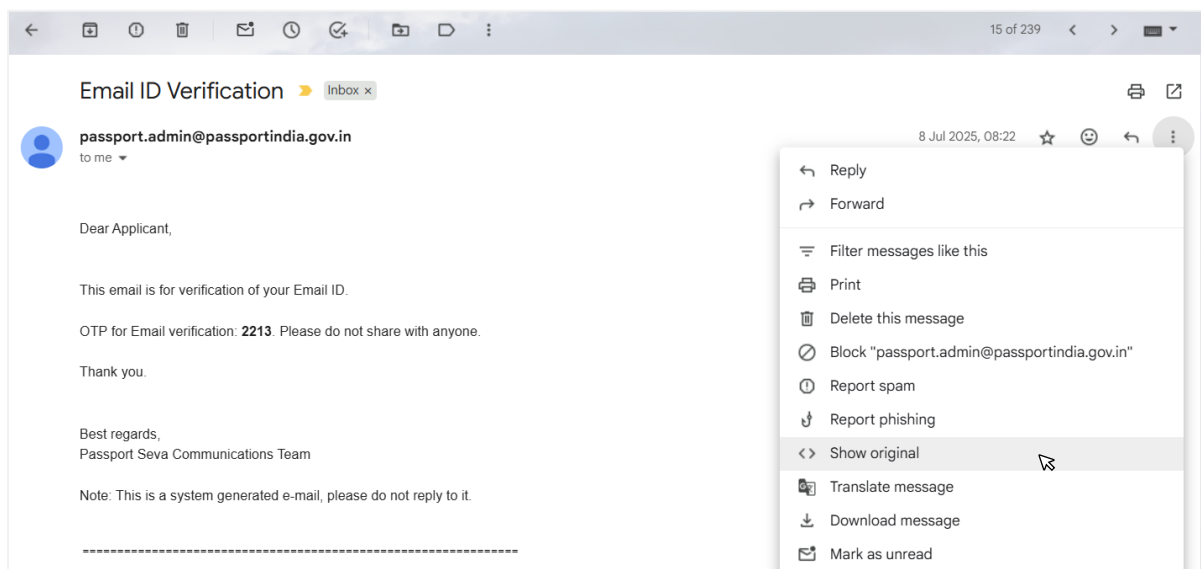 15 of 239
Email ID Verification
Inbox ×
passport.admin@passportindia.gov.in
8 Jul 2025, 08:22
to me
Reply
Forward
Dear Applicant,
Filter messages like this
This email is for verification of your Email ID.
Print
Delete this message
OTP for Email verification: 2213. Please do not share with anyone.
Block "passport.admin@passportindia.gov.in"
Thank you.
Report spam
Report phishing
Best regards,
Passport Seva Communications Team
Show original
Translate message
Note: This is a system generated e-mail, please do not reply to it.
Download message
==============================================================
Mark as unread